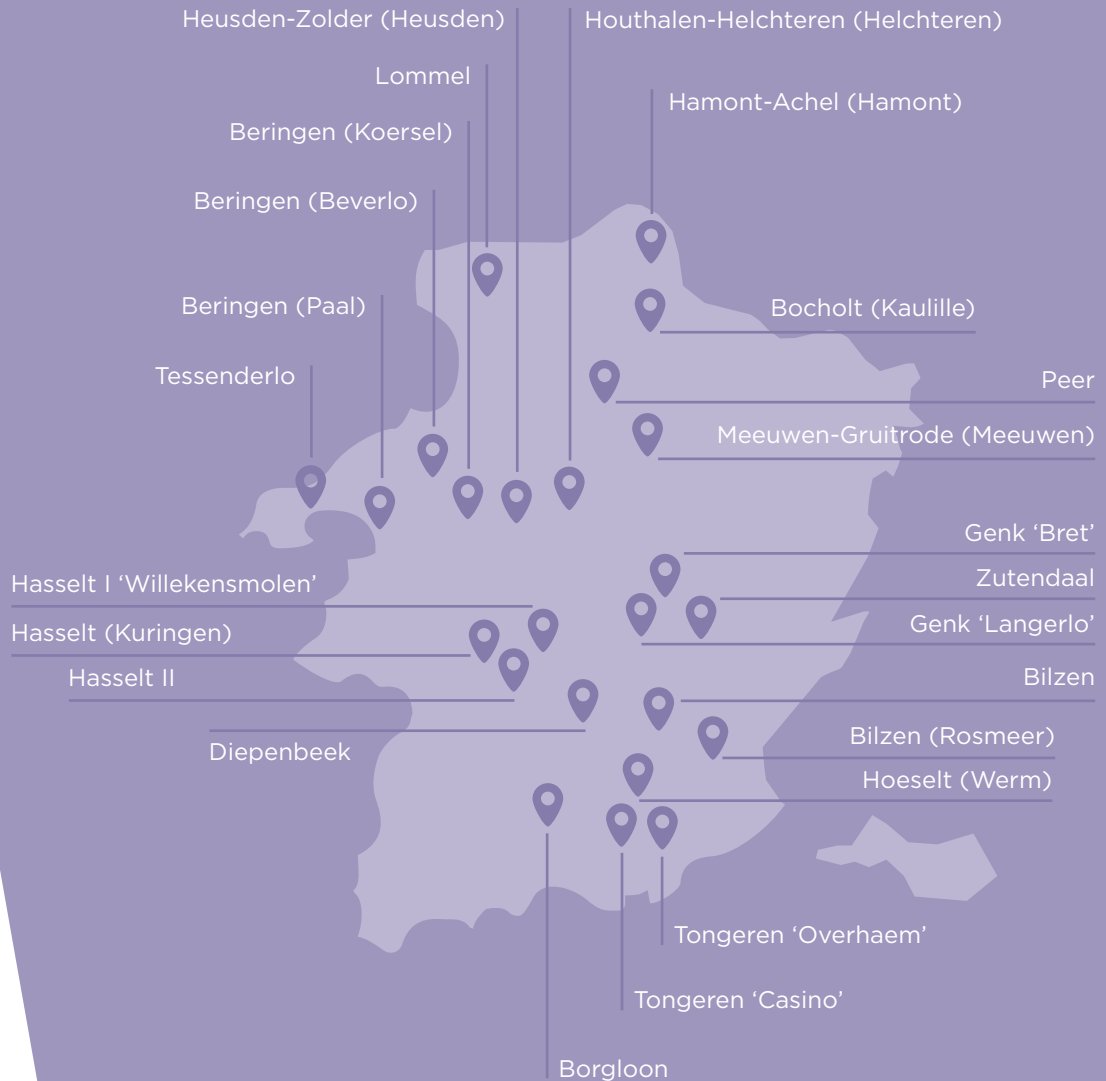 Heusden-Zolder (Heusden)
Houthalen-Helchteren (Helchteren)
Lommel
Hamont-Achel (Hamont)
Beringen (Koersel)
Beringen (Beverlo)
Beringen (Paal)
Bocholt (Kaulille)
Tessenderlo
Peer
Meeuwen-Gruitrode (Meeuwen)
Genk ‘Bret’
Hasselt I ‘Willekensmolen’
Zutendaal
Hasselt (Kuringen)
Genk ‘Langerlo’
Hasselt II
Bilzen
Diepenbeek
Bilzen (Rosmeer)
Hoeselt (Werm)
Tongeren ‘Overhaem’
Tongeren ‘Casino’
Borgloon